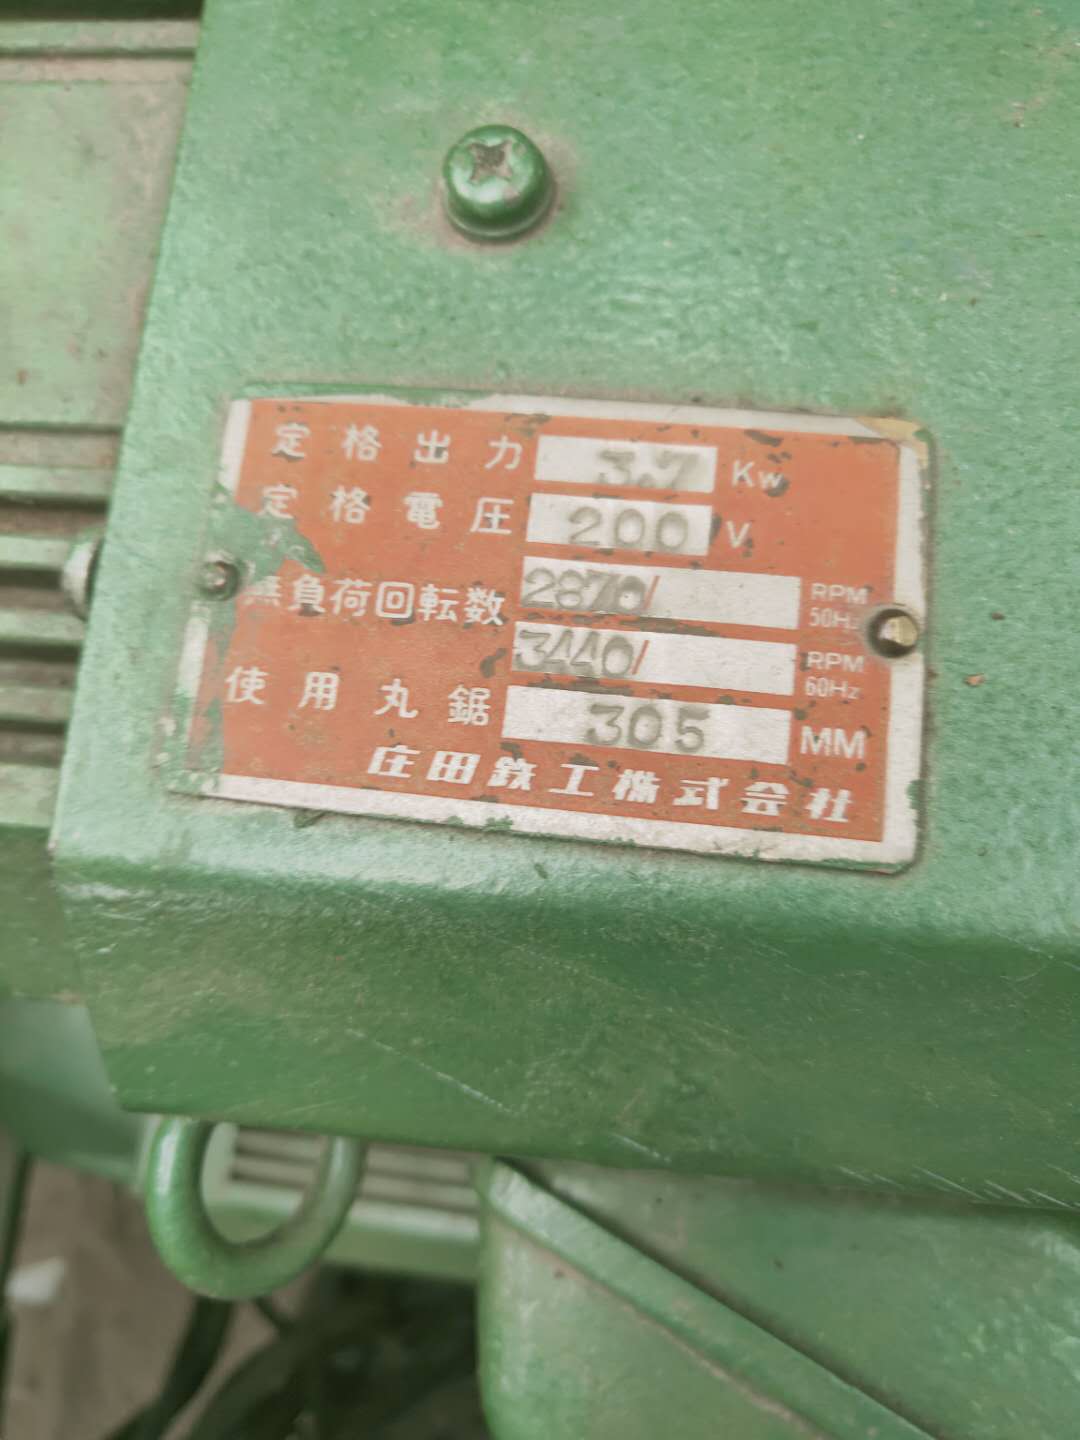 定格出力 3.7 Kw
定格電圧 200 V
無負荷回転数 2870/ RPM 50Hz
3440/ RPM 60Hz
使用丸鋸 305 MM
庄田鉄工株式会社